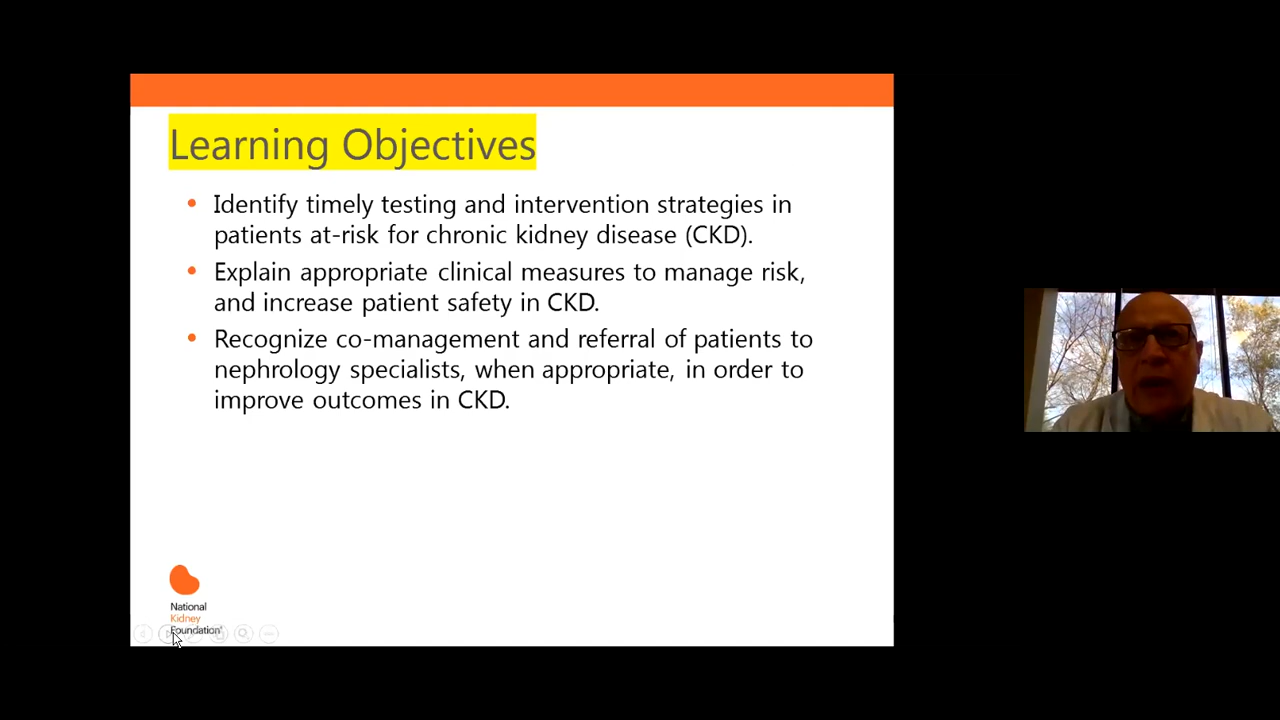 Learning Objectives
• Identify timely testing and intervention strategies in
patients at-risk for chronic kidney disease (CKD).
• Explain appropriate clinical measures to manage risk,
and increase patient safety in CKD.
• Recognize co-management and referral of patients to
nephrology specialists, when appropriate, in order to
improve outcomes in CKD.
National
Kidney
Foundation®